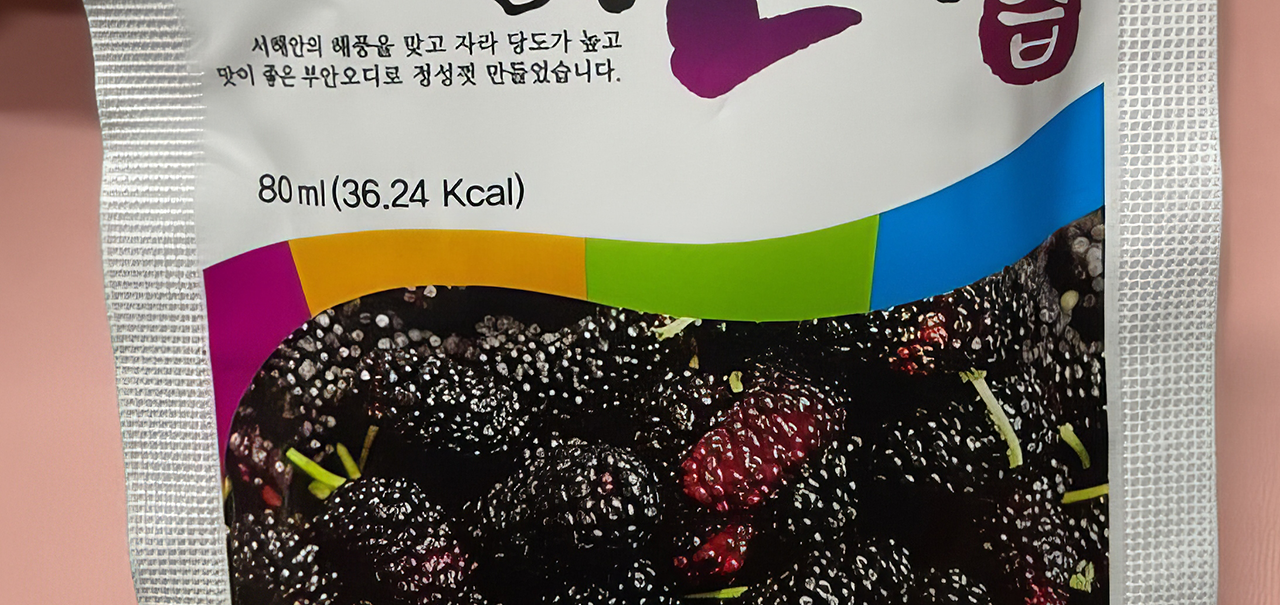 즙
서해안의 해풍을 맞고 자라 당도가 높고
맛이 좋은 부안오디로 정성껏 만들었습니다.
80ml(36.24 Kcal)